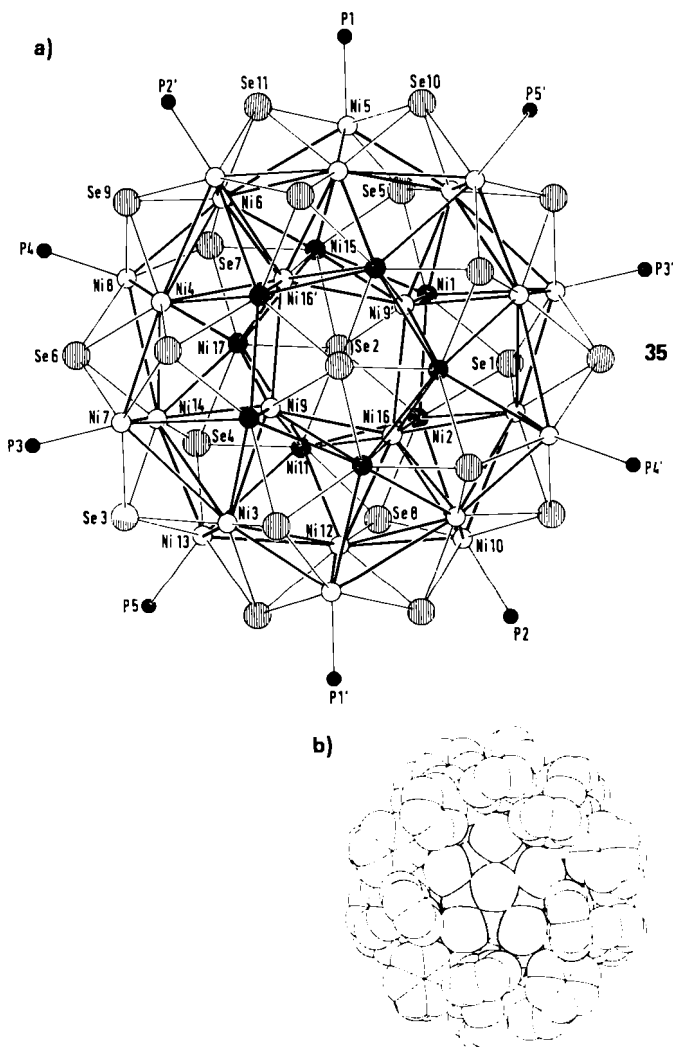 a)
P1
Se11
Se10
P2'
Ni5
P5'
Se9
Ni6
Se5
P4
Ni15
Se7
P3'
Ni8
Ni4
Ni16'
Ni1
Ni9'
Se6
Ni17
Se2
Se1
35
Ni14
Ni9
Ni16
Ni7
Ni2
P3
Se4
Ni11
P4'
Se3
Ni3
Se8
Ni13
Ni12
Ni10
P5
P2
P1'
b)